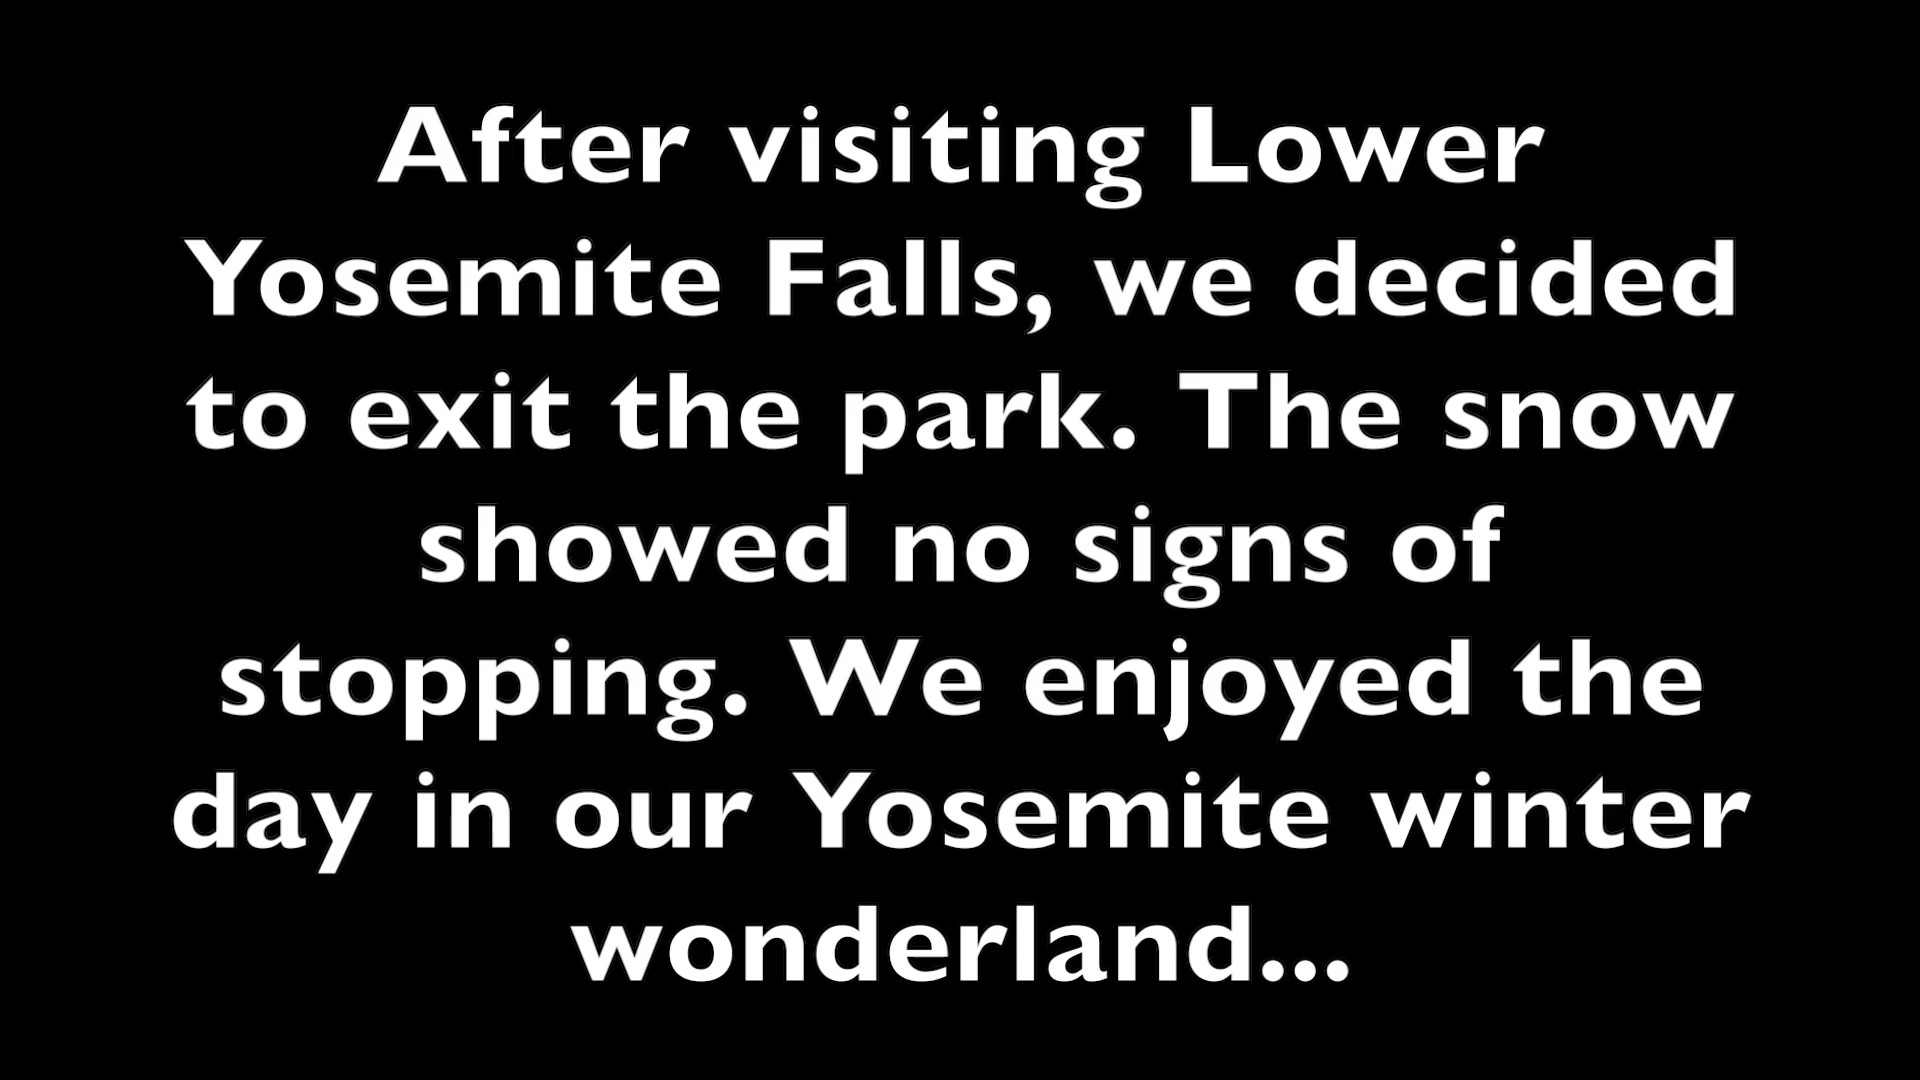 After visiting Lower
Yosemite Falls, we decided
to exit the park. The snow
showed no signs of
stopping. We enjoyed the
day in our Yosemite winter
wonderland...